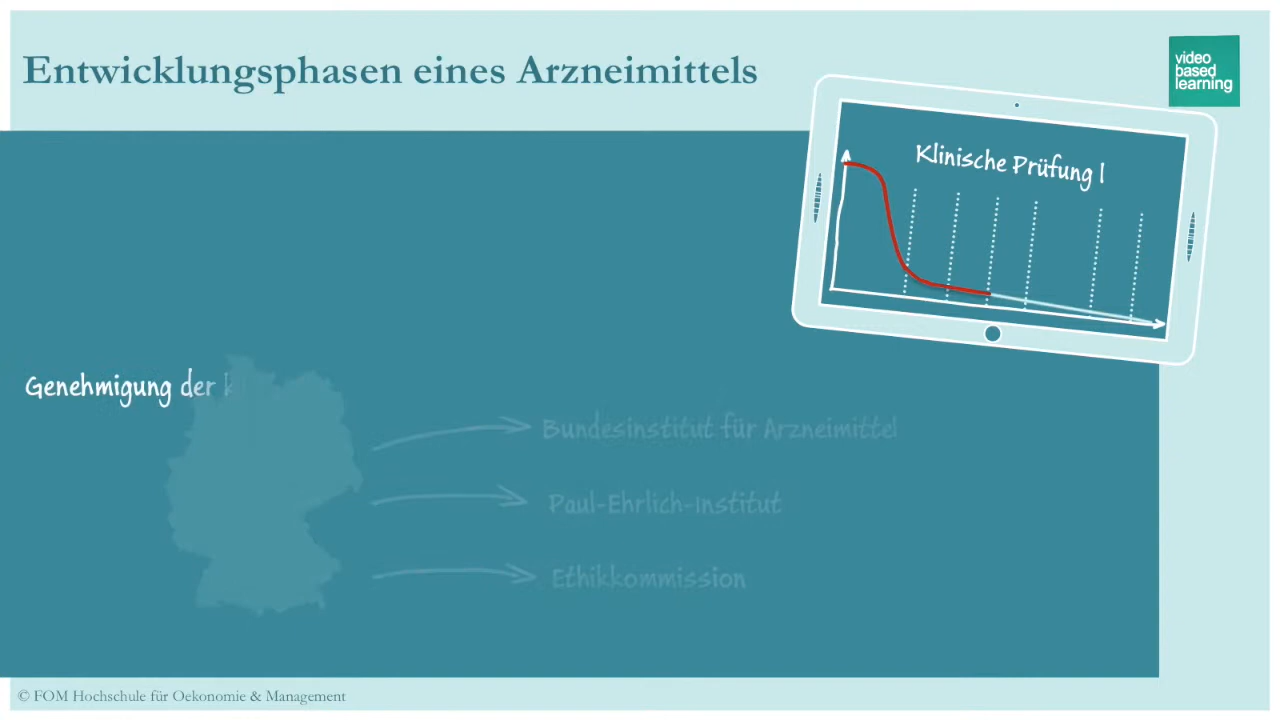 Entwicklungsphasen eines Arzneimittels
video
based
learning
Klinische Prüfung I
Genehmigung der k
Bundesinstitut für Arzneimittel
Paul-Ehrlich-Institut
Ethikkommission
© FOM Hochschule für Oekonomie & Management